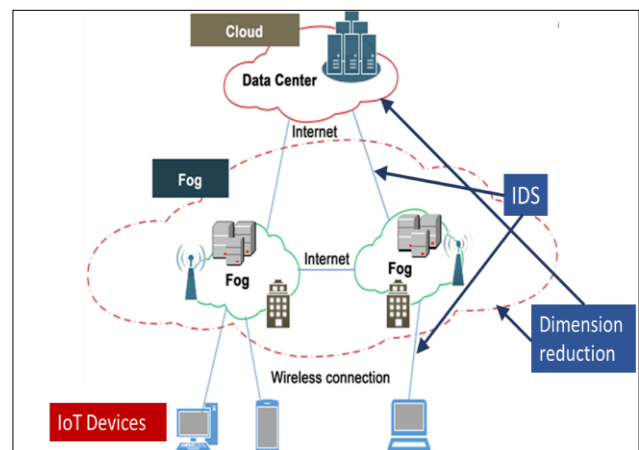 Cloud
Data Center
Internet
Fog
IDS
Internet
Fog
Fog
Dimension
reduction
Wireless connection
IoT Devices